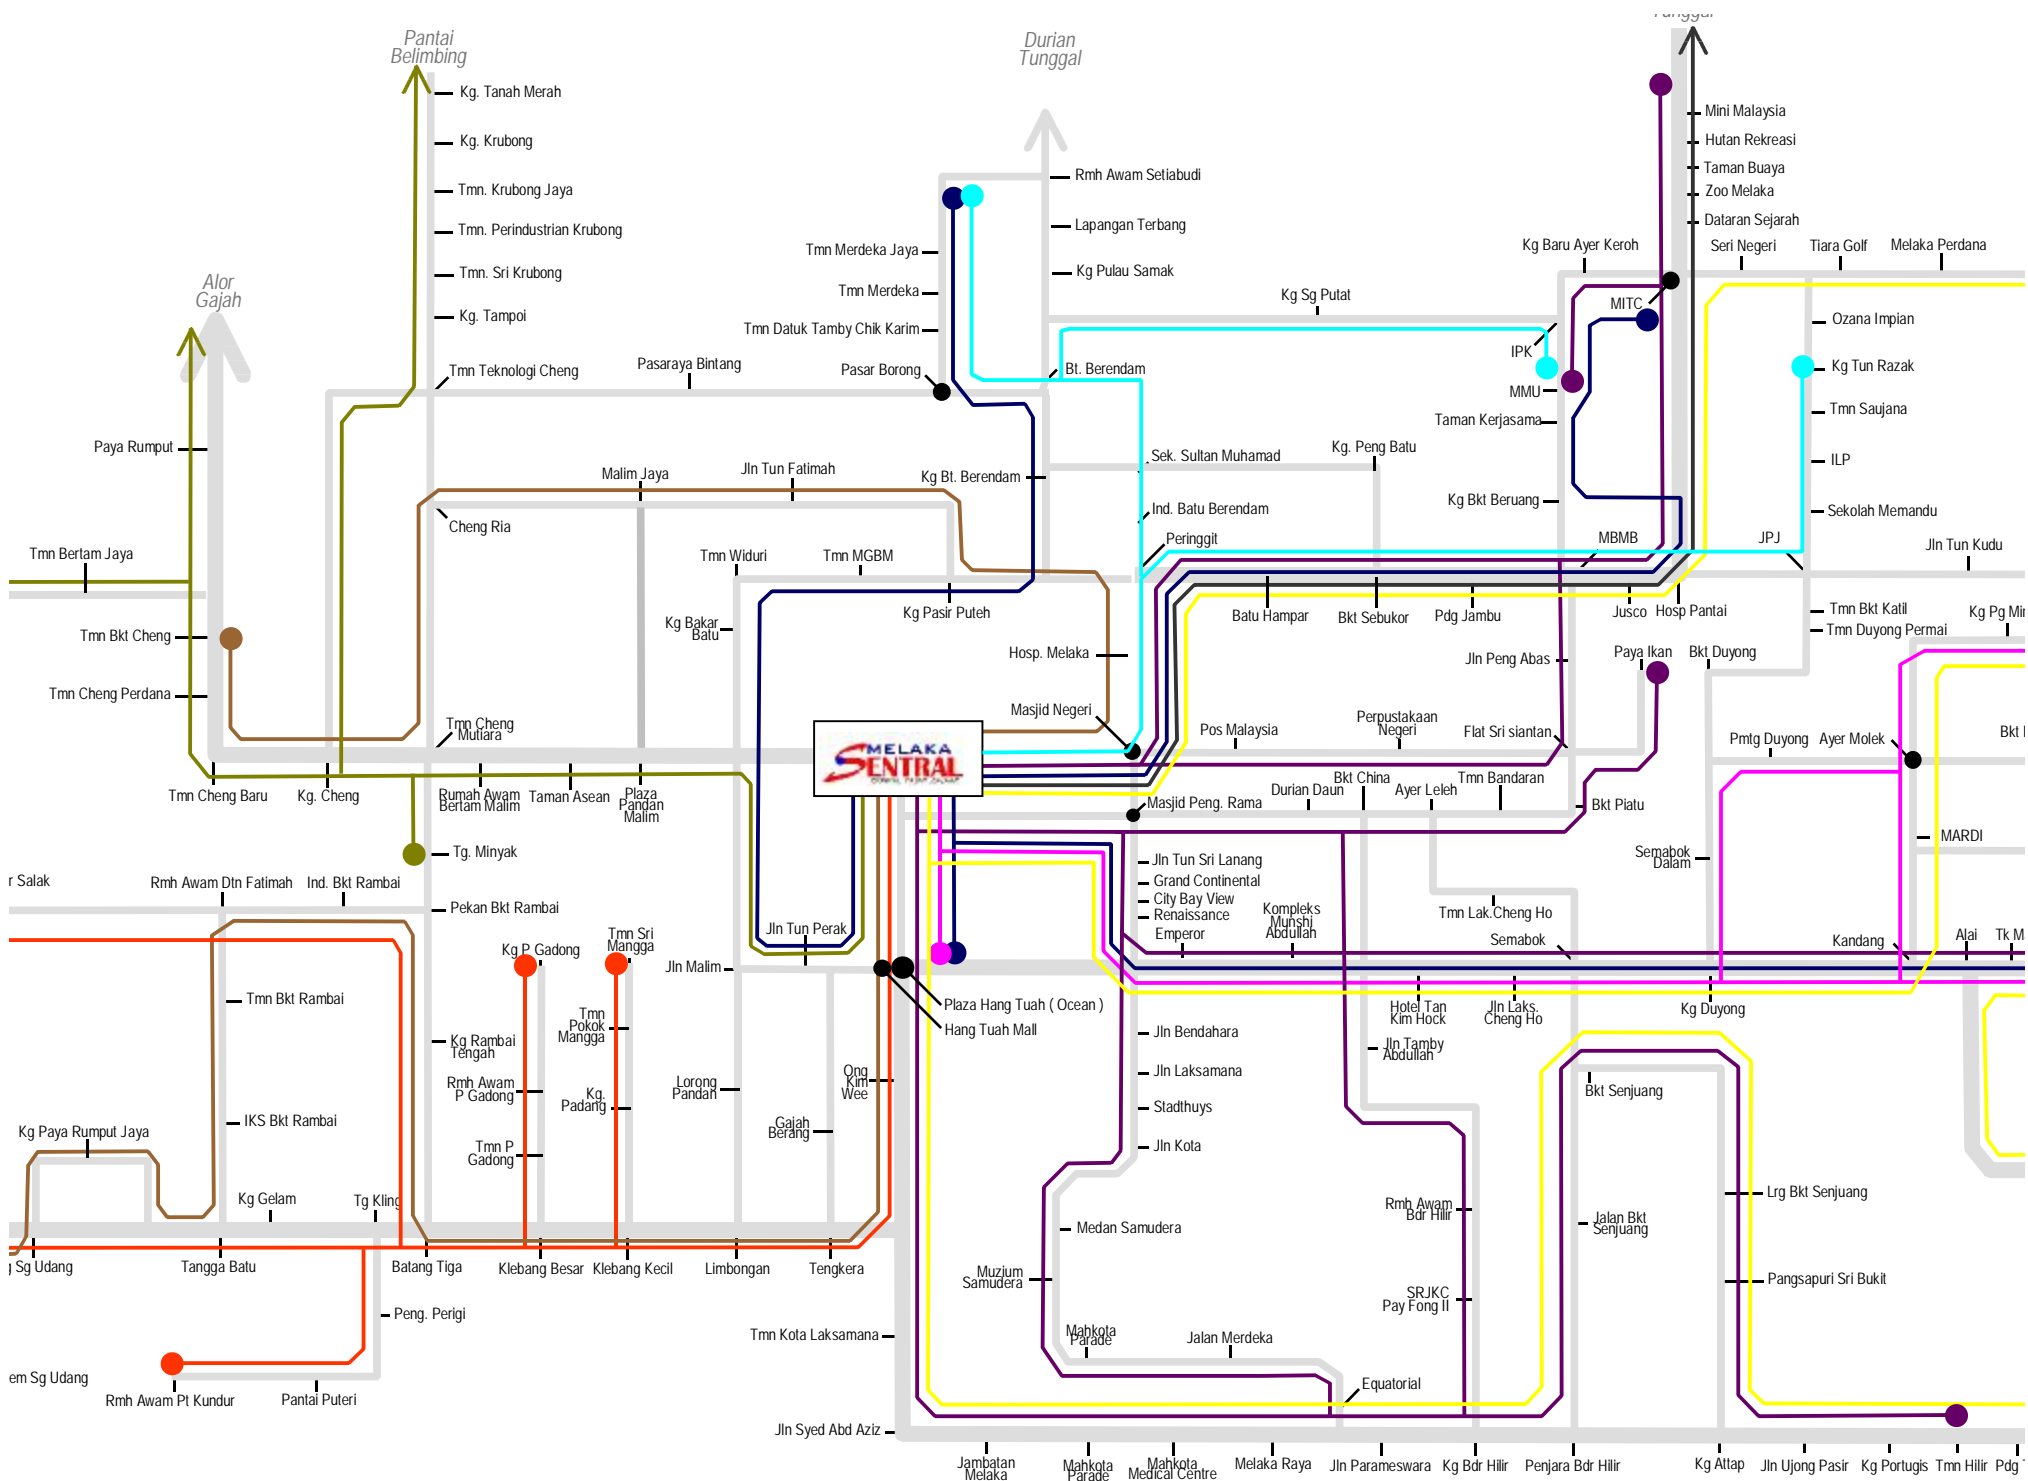 Tunggal
Pantai
Belimbing
Durian
Tunggal
Alor
Gajah
Kg. Tanah Merah
Kg. Krubong
Tmn. Krubong Jaya
Tmn. Perindustrian Krubong
Tmn. Sri Krubong
Kg. Tampoi
Tmn Teknologi Cheng
Pasaraya Bintang
Rmh Awam Setiabudi
Lapangan Terbang
Kg Pulau Samak
Tmn Merdeka Jaya
Tmn Merdeka
Tmn Datuk Tamby Chik Karim
Pasar Borong
Bt. Berendam
Kg Sg Putat
Mini Malaysia
Hutan Rekreasi
Taman Buaya
Zoo Melaka
Dataran Sejarah
Kg Baru Ayer Keroh
Seri Negeri
Tiara Golf
Melaka Perdana
MITC
IPK
MMU
Taman Kerjasama
Kg Bkt Beruang
Ozana Impian
Kg Tun Razak
Tmn Saujana
ILP
Sekolah Memandu
Paya Rumput
Malim Jaya
Jln Tun Fatimah
Kg Bt. Berendam
Sek. Sultan Muhamad
Kg. Peng Batu
Ind. Batu Berendam
Peringgit
Cheng Ria
Tmn Bertam Jaya
Tmn Widuri
Tmn MGBM
MBMB
JPJ
Jln Tun Kudu
Kg Pasir Puteh
Batu Hampar
Bkt Sebukor
Pdg Jambu
Jusco
Hosp Pantai
Tmn Bkt Katil
Tmn Duyong Permai
Kg Pg Min
Tmn Bkt Cheng
Kg Bakar
Batu
Hosp. Melaka
Jln Peng Abas
Paya Ikan
Bkt Duyong
Tmn Cheng Perdana
Tmn Cheng
Mutiara
Masjid Negeri
Pos Malaysia
Perpustakaan
Negeri
Flat Sri siantan
Pmtg Duyong
Ayer Molek
Bkt
MELAKA
SENTRAL
Tmn Cheng Baru
Kg. Cheng
Rumah Awam
Bertam Malim
Taman Asean
Plaza
Pandan
Malim
Masjid Peng. Rama
Durian Daun
Bkt China
Ayer Leleh
Tmn Bandaran
Bkt Piatu
MARDI
Tg. Minyak
Jln Tun Sri Lanang
Grand Continental
City Bay View
Renaissance
Emperor
Semabok
Dalam
r Salak
Rmh Awam Dtn Fatimah
Ind. Bkt Rambai
Pekan Bkt Rambai
Kompleks
Munshi
Abdullah
Tmn Lak.Cheng Ho
Semabok
Kandang
Alai
Tk Ma
Kg P Gadong
Tmn Sri
Mangga
Jln Tun Perak
Jln Malim
Plaza Hang Tuah ( Ocean )
Hang Tuah Mall
Hotel Tan
Kim Hock
Jln Laks.
Cheng Ho
Kg Duyong
Tmn Bkt Rambai
Kg Rambai
Tengah
Tmn
Pokok
Mangga
Jln Bendahara
Jln Tamby
Abdullah
Rmh Awam
P Gadong
Kg.
Padang
Lorong
Pandan
Ong
Kim
Wee
Jln Laksamana
Stadthuys
Jln Kota
Bkt Senjuang
Kg Paya Rumput Jaya
IKS Bkt Rambai
Tmn P
Gadong
Gajah
Berang
Kg Gelam
Tg Kling
Rmh Awam
Bdr Hilir
Lrg Bkt Senjuang
Medan Samudera
Jalan Bkt
Senjuang
Sg Udang
Tangga Batu
Batang Tiga
Klebang Besar
Klebang Kecil
Limbongan
Tengkera
Muzium
Samudera
SRJKC
Pay Fong II
Pangsapuri Sri Bukit
Peng. Perigi
Tmn Kota Laksamana
Mahkota
Parade
Jalan Merdeka
em Sg Udang
Rmh Awam Pt Kundur
Pantai Puteri
Equatorial
Jln Syed Abd Aziz
Jambatan
Melaka
Mahkota
Parade
Mahkota
Medical Centre
Melaka Raya
Jln Parameswara
Kg Bdr Hilir
Penjara Bdr Hilir
Kg Attap
Jln Ujong Pasir
Kg Portugis
Tmn Hilir
Pdg